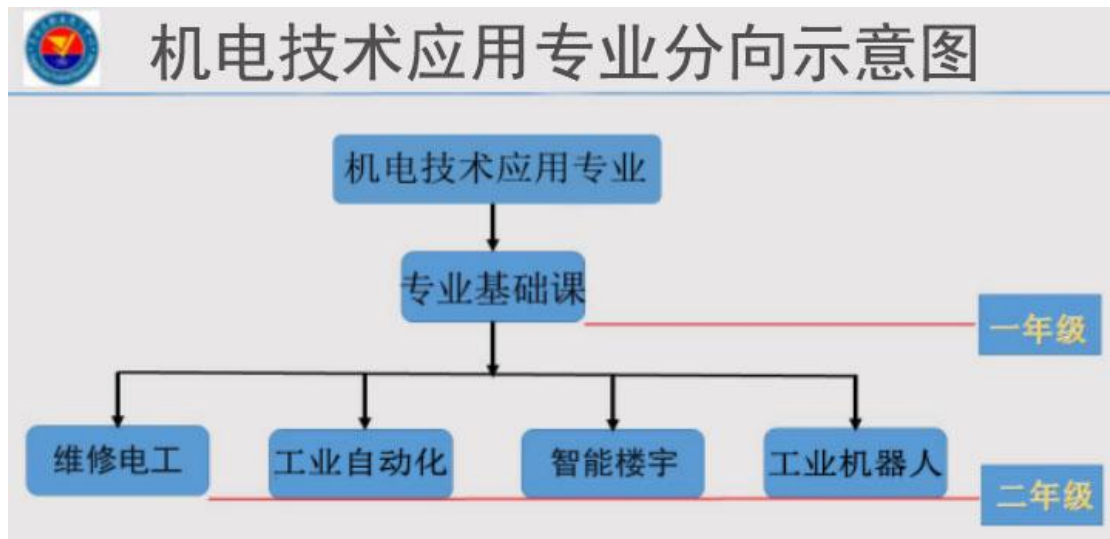 机电技术应用专业分向示意图
机电技术应用专业
专业基础课
一年级
维修电工
工业自动化
智能楼宇
工业机器人
二年级